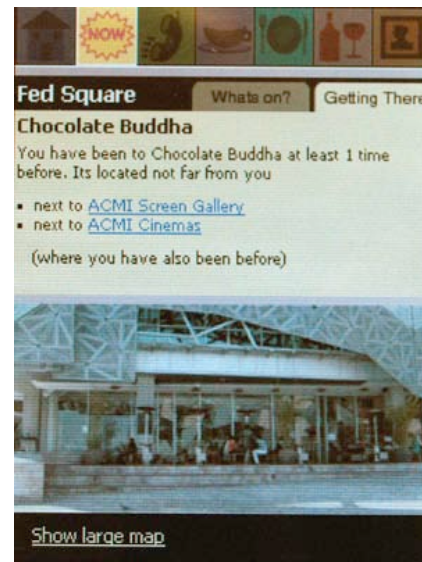 NOW
Fed Square
Whats on?
Getting There
Chocolate Buddha
You have been to Chocolate Buddha at least 1 time
before. Its located not far from you
▪ next to ACMI Screen Gallery
▪ next to ACMI Cinemas
(where you have also been before)
Show large map